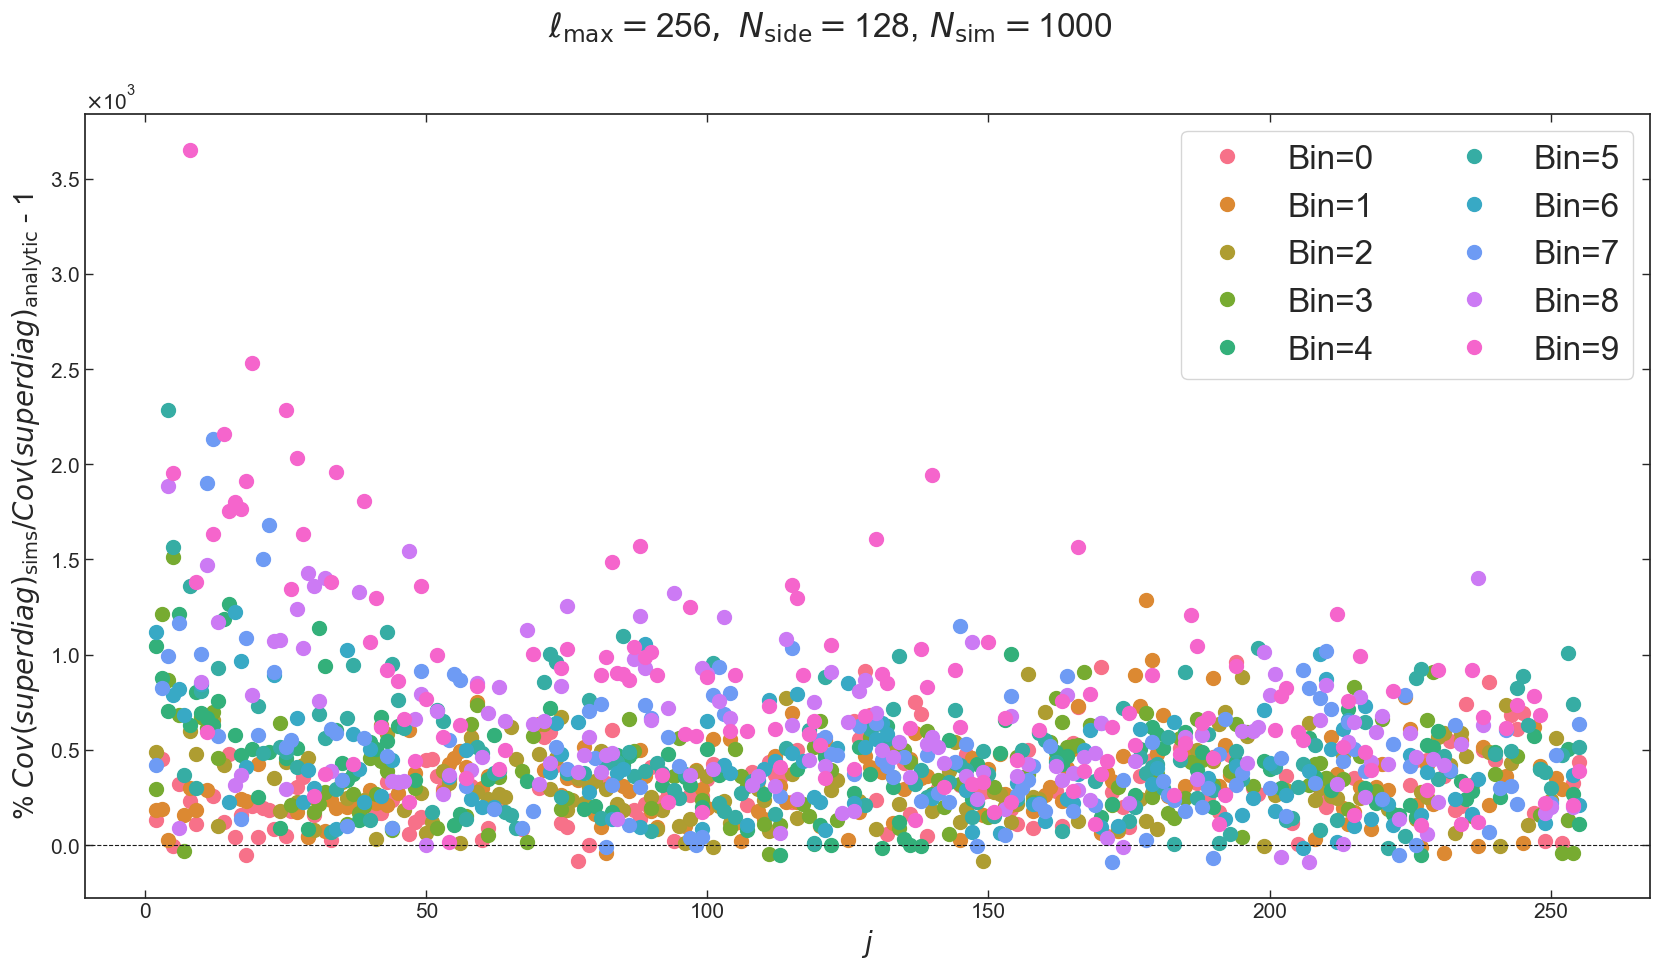 ℓmax = 256, Nside = 128, Nsim = 1000
×10³
% Cov(superdiag)sims/Cov(superdiag)analytic - 1
3.5
3.0
2.5
2.0
1.5
1.0
0.5
0.0
Bin=0 Bin=5
Bin=1 Bin=6
Bin=2 Bin=7
Bin=3 Bin=8
Bin=4 Bin=9
0 50 100 150 200 250
j